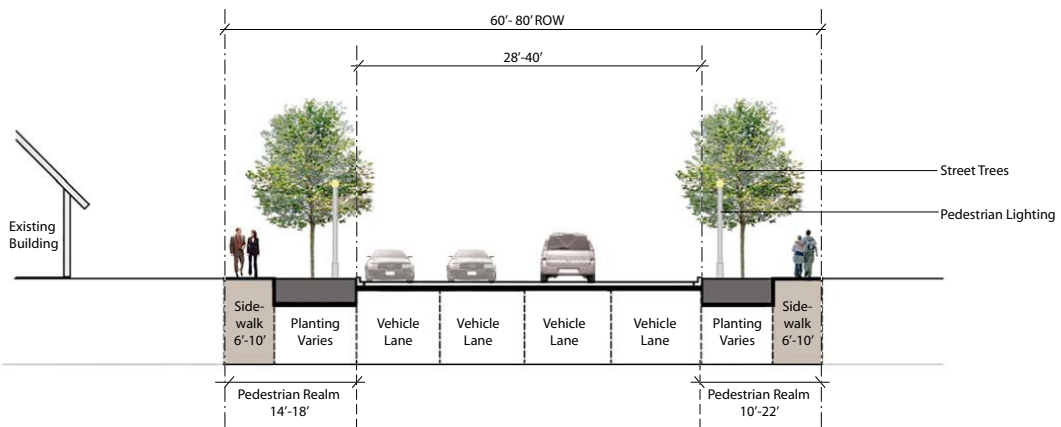 60’- 80’ ROW
28’-40’
Street Trees
Pedestrian Lighting
Existing
Building
Side-
walk
6’-10’
Planting
Varies
Vehicle
Lane
Vehicle
Lane
Vehicle
Lane
Vehicle
Lane
Planting
Varies
Side-
walk
6’-10’
Pedestrian Realm
14’-18’
Pedestrian Realm
10’-22’